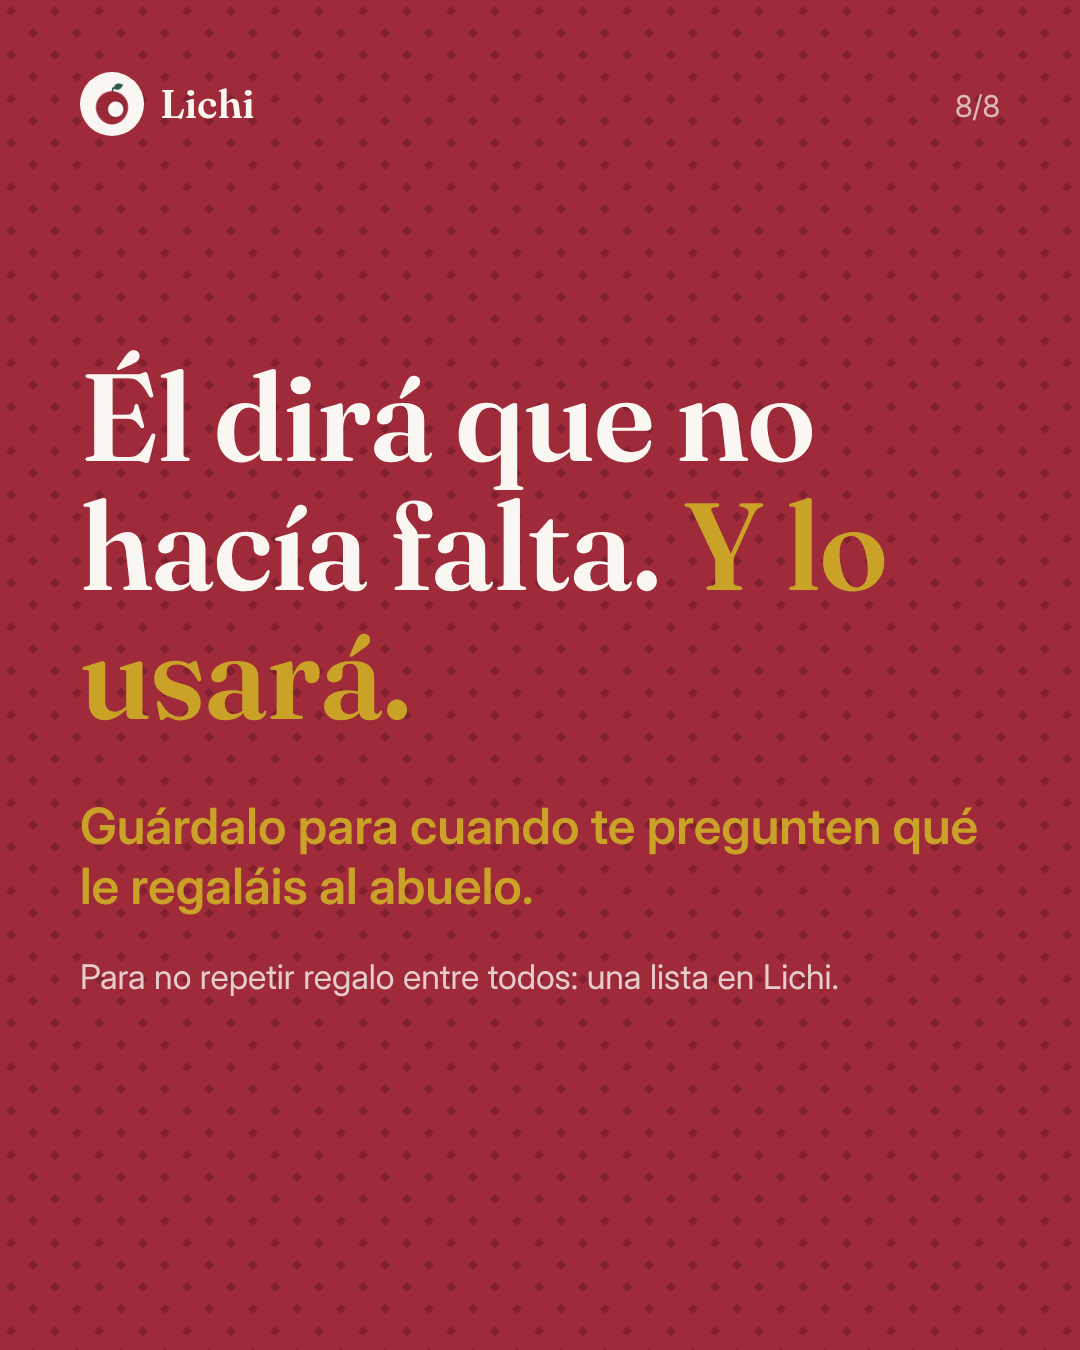 Lichi
8/8
Él dirá que no
hacía falta. Y lo
usará.
Guárdalo para cuando te pregunten qué
le regaláis al abuelo.
Para no repetir regalo entre todos: una lista en Lichi.